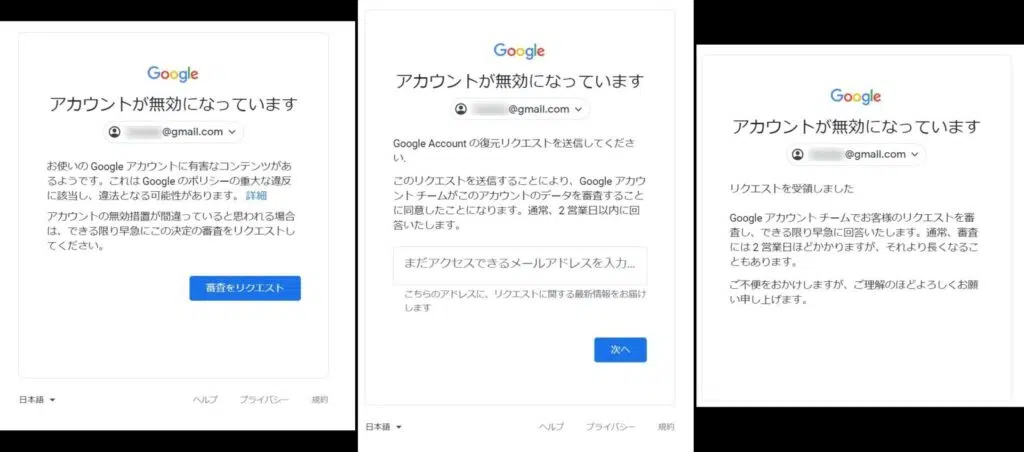 Google
アカウントが無効になっています
@gmail.com
お使いの Google アカウントに有害なコンテンツがあ
るようです。これは Google のポリシーの重大な違反
に該当し、違法となる可能性があります。 詳細
アカウントの無効措置が間違っていると思われる場合
は、できる限り早急にこの決定の審査をリクエストし
てください。
審査をリクエスト
日本語
ヘルプ
プライバシー
規約
Google
アカウントが無効になっています
@gmail.com
Google Account の復元リクエストを送信してくださ
い.
このリクエストを送信することにより、Google アカウ
ント チームがこのアカウントのデータを審査すること
に同意したことになります。通常、2 営業日以内に回
答いたします。
まだアクセスできるメールアドレスを入力...
こちらのアドレスに、リクエストに関する最新情報をお届け
します
次へ
日本語
ヘルプ
プライバシー
規約
Google
アカウントが無効になっています
@gmail.com
リクエストを受領しました
Google アカウント チームでお客様のリクエストを審
査し、できる限り早急に回答いたします。通常、審査
には 2 営業日ほどかかりますが、それより長くなるこ
ともあります。
ご不便をおかけしますが、ご理解のほどよろしくお願
い申し上げます。